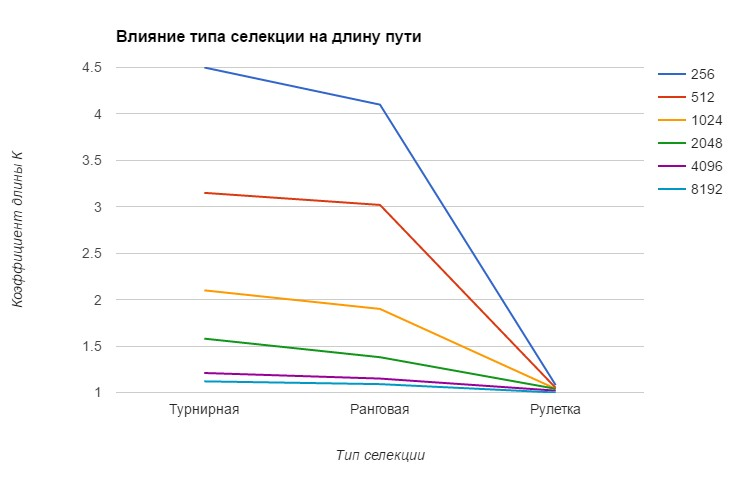 Влияние типа селекции на длину пути
4.5
4
3.5
3
2.5
2
1.5
1
Коэффициент длины K
Турнирная
Ранговая
Рулетка
Тип селекции
256
512
1024
2048
4096
8192